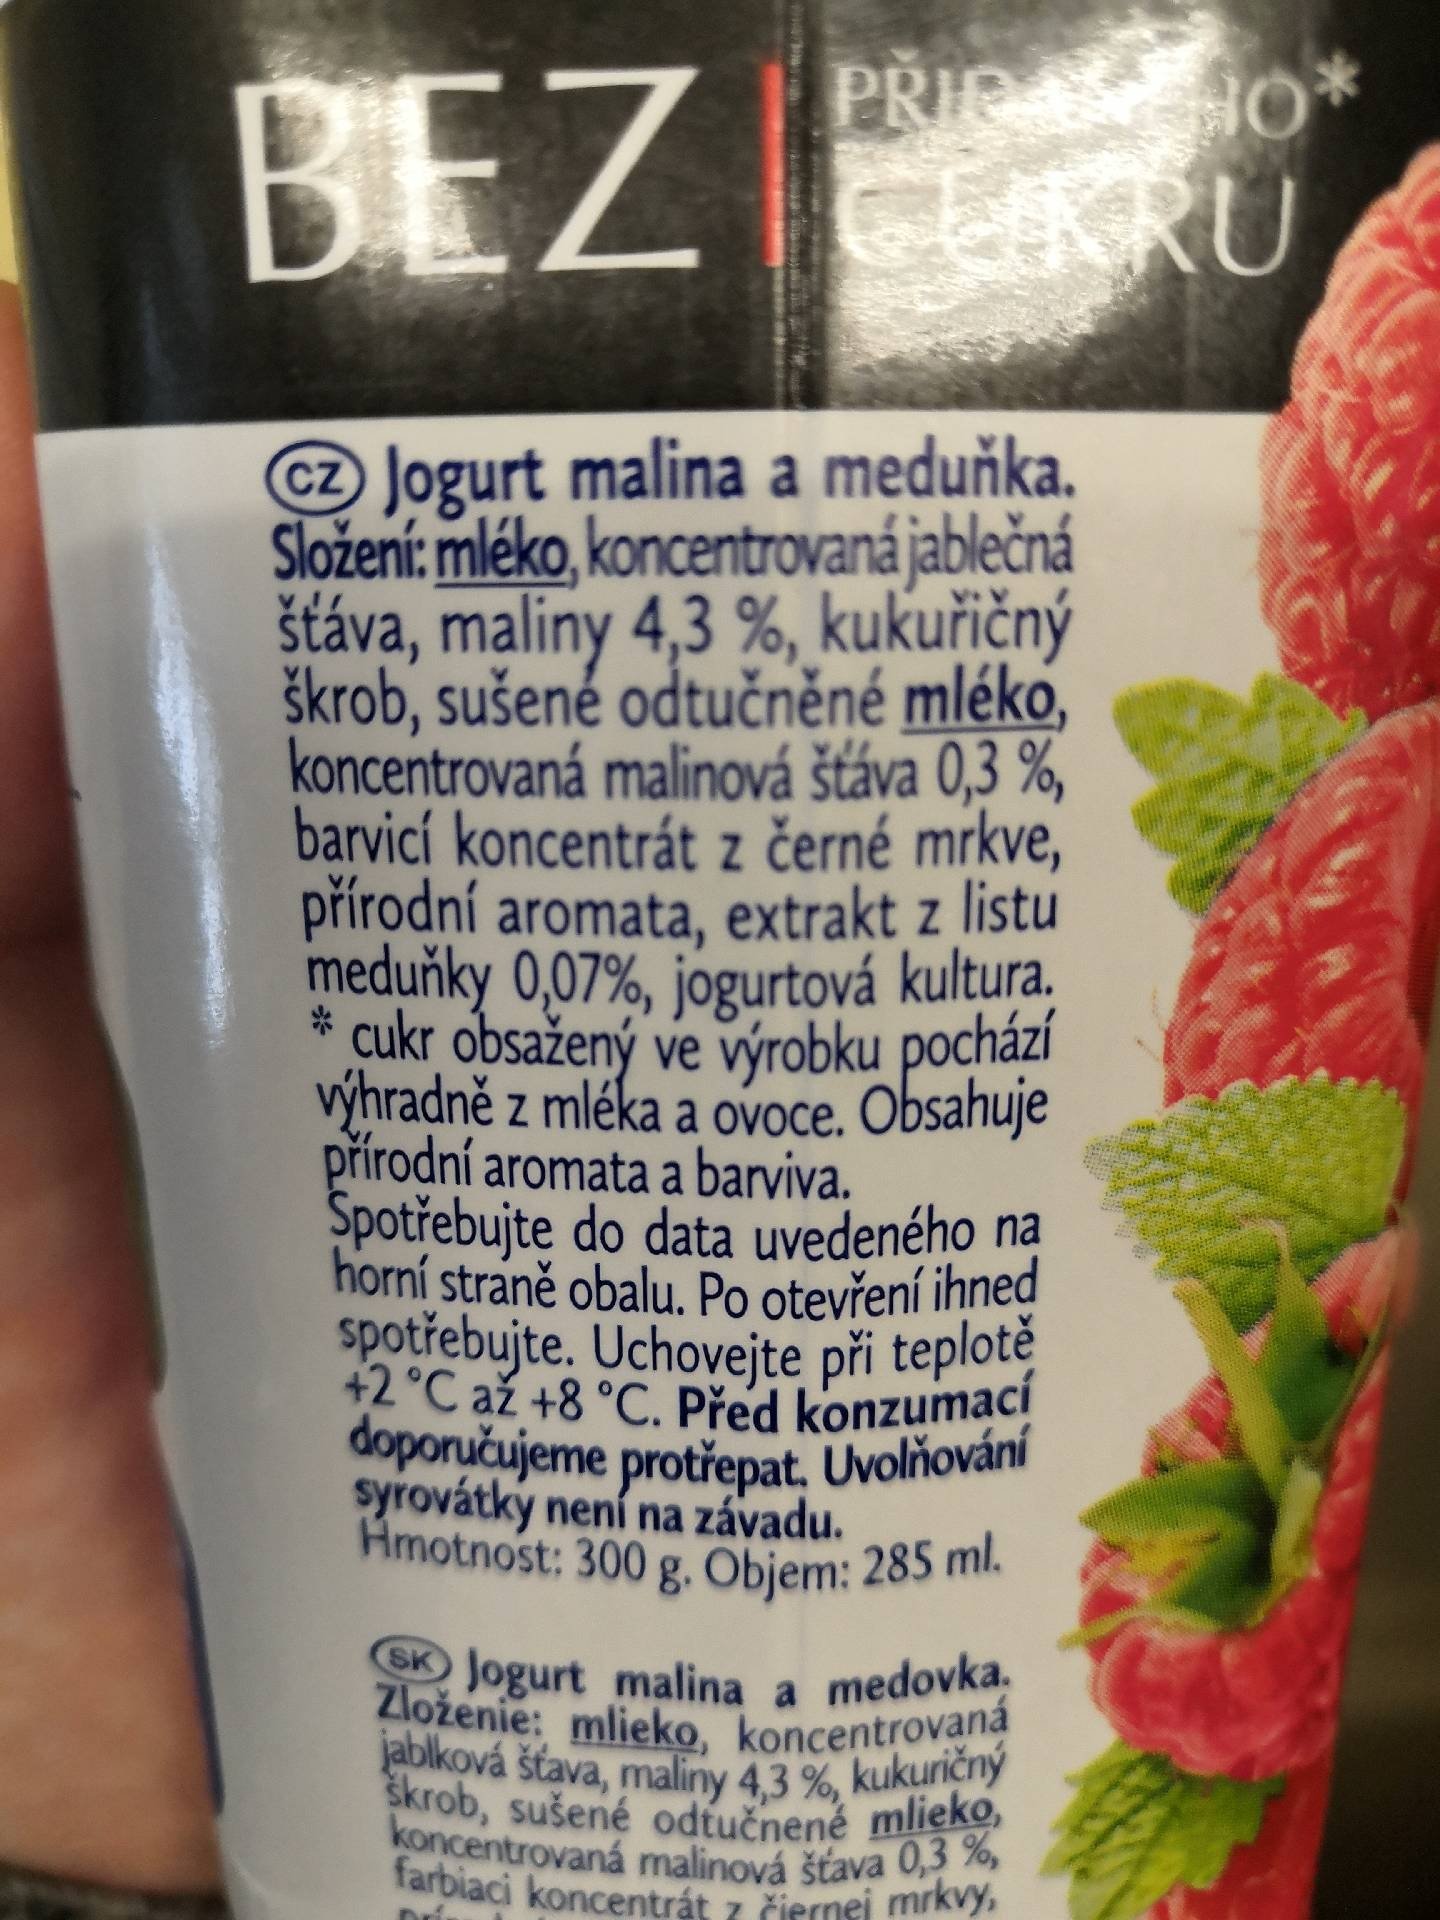 BEZ PŘIDANÉHO*
CUKRU
CZ Jogurt malina a meduňka.
Složení: mléko, koncentrovaná jablečná
šťáva, maliny 4,3 %, kukuřičný
škrob, sušené odtučněné mléko,
koncentrovaná malinová šťáva 0,3 %,
barvicí koncentrát z černé mrkve,
přírodní aromata, extrakt z listu
meduňky 0,07%, jogurtová kultura.
* cukr obsažený ve výrobku pochází
výhradně z mléka a ovoce. Obsahuje
přírodní aromata a barviva.
Spotřebujte do data uvedeného na
horní straně obalu. Po otevření ihned
spotřebujte. Uchovejte při teplotě
+2 °C až +8 °C. Před konzumací
doporučujeme protřepat. Uvolňování
syrovátky není na závadu.
Hmotnost: 300 g. Objem: 285 ml.
SK Jogurt malina a medovka.
Zloženie: mlieko, koncentrovaná
jablková šťava, maliny 4,3 %, kukuričný
škrob, sušené odtučnené mlieko,
koncentrovaná malinová šťava 0,3 %,
farbiaci koncentrát z čiernej mrkvy,